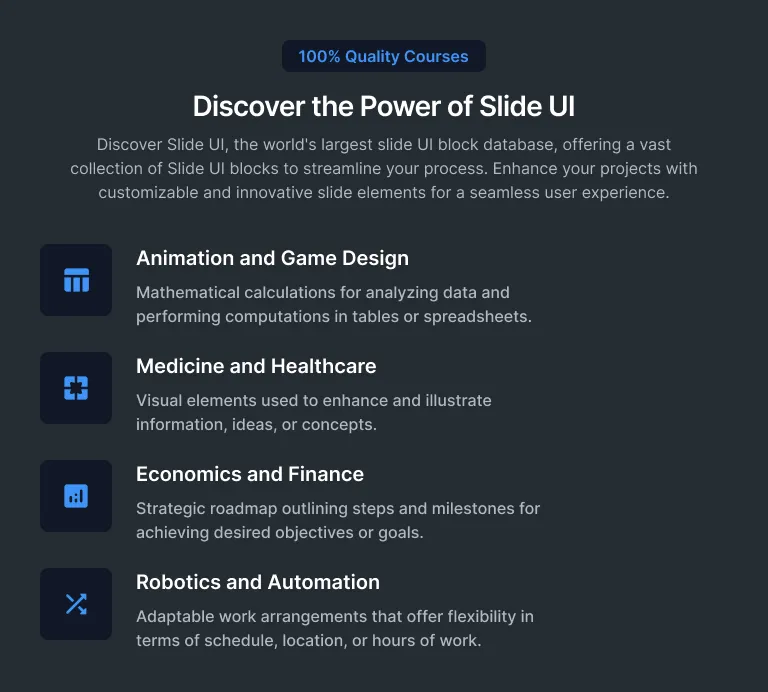 100% Quality Courses
Discover the Power of Slide UI
Discover Slide UI, the world's largest slide UI block database, offering a vast
collection of Slide UI blocks to streamline your process. Enhance your projects with
customizable and innovative slide elements for a seamless user experience.
Animation and Game Design
Mathematical calculations for analyzing data and
performing computations in tables or spreadsheets.
Medicine and Healthcare
Visual elements used to enhance and illustrate
information, ideas, or concepts.
Economics and Finance
Strategic roadmap outlining steps and milestones for
achieving desired objectives or goals.
Robotics and Automation
Adaptable work arrangements that offer flexibility in
terms of schedule, location, or hours of work.